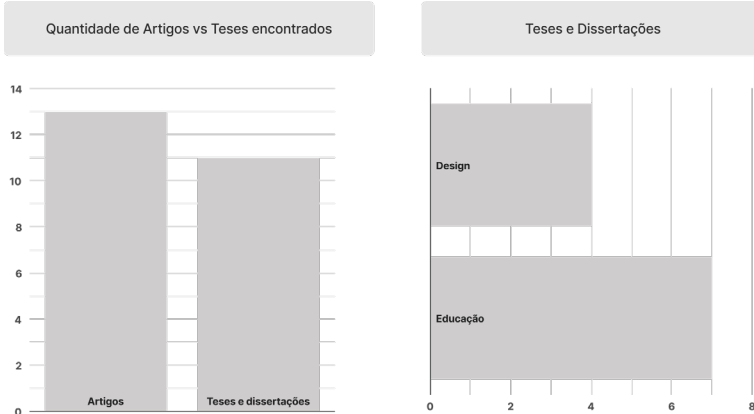 Quantidade de Artigos vs Teses encontrados
14
12
10
8
6
4
2
0
Artigos
Teses e dissertações
Teses e Dissertações
Design
Educação
0
2
4
6
8